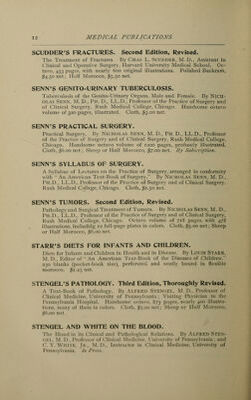 12 MEDICAL PUBLICATIONS
SCUDDER'S FRACTURES. Second Edition, Revised.
The Treatment of Fractures. By CHAS L. SCUDDER, M.D., Assistant in
Clinical and Operative Surgery, Harvard University Medical School. Oc-
tavo, 433 pages, with nearly 600 original illustrations. Polished Buckram,
$4.50 net; Half Morocco, $5.50 net.
SENN'S GENITO-URINARY TUBERCULOSIS.
Tuberculosis of the Genito-Urinary Organs, Male and Female. By NICH-
OLAS SENN, M.D., PH.D., LL.D., Professor of the Practice of Surgery and
of Clinical Surgery, Rush Medical College, Chicago. Handsome octavo
volume of 320 pages, illustrated. Cloth, $3.00 net.
SENN'S PRACTICAL SURGERY.
Practical Surgery. By NICHOLAS SENN, M.D., PH.D., LL.D., Professor
of the Practice of Surgery and of Clinical Surgery, Rush Medical College,
Chicago. Handsome octavo volume of 1200 pages, profusely illustrated.
Cloth, $6.00 net; Sheep or Half Morocco, $7.00 net. By Subscription.
SENN'S SYLLABUS OF SURGERY.
A Syllabus of Lectures on the Practice of Surgery, arranged in conformity
with "An American Text-Book of Surgery." By NICHOLAS SENN, M.D.,
PH.D., LL.D., Professor of the Practice of Surgery and of Clinical Surgery,
Rush Medical College, Chicago. Cloth, $1.50 net.
SENN'S TUMORS. Second Edition, Revised.
Pathology and Surgical Treatment of Tumors. By NICHOLAS SENN, M.D.,
PH.D., LL.D., Professor of the Practice of Surgery and of Clinical Surgery,
Rush Medical College, Chicago. Octavo volume of 718 pages, with 478
illustrations, including 12 full-page plates in colors. Cloth, $5.00 net; Sheep
or Half Morocco, $6.00 net.
STARR'S DIETS FOR INFANTS AND CHILDREN.
Diets for Infants and Children in Health and in Disease. By LOUIS STARR,
M.D., Editor of "An American Text-Book of the Diseases of Children."
230 blanks (pocket-book size), perforated and neatly bound in flexible
morocco. $1.25 net.
STENGEL'S PATHOLOGY. Third Edition, Thoroughly Revised.
A Text-Book of Pathology. By ALFRED STENGEL, M.D., Professor of
Clinical Medicine, University of Pennsylvania; Visiting Physician to the
Pennsylvania Hospital. Handsome octavo, 873 pages, nearly 400 illustra-
tions, many of them in colors. Cloth, $5.00 net; Sheep or Half Morocco,
$6.00 net.
STENGEL AND WHITE ON THE BLOOD.
The Blood in its Clinical and Pathological Relations. By ALFRED STEN-
GEL, M.D., Professor of Clinical Medicine, University of Pennsylvania; and
C. Y. WHITE, JR., M.D., Instructor in Clinical Medicine, University of
Pennsylvania. In Press.